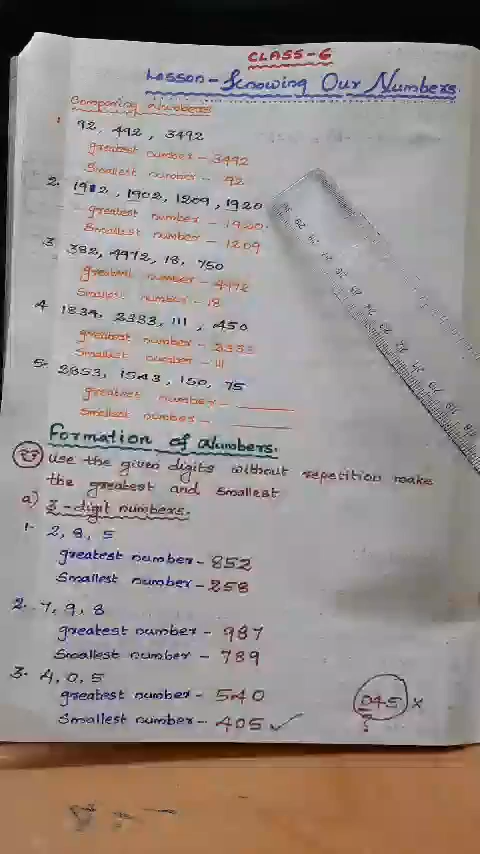 CLASS-6
Lesson - Knowing Our Numbers.
Comparing Numbers
1. 92, 492, 3492
greatest number - 3492
Smallest number - 92
2. 1912, 1902, 1209, 1920
greatest number - 1920.
Smallest number - 1209
3. 382, 4972, 18, 750
greatest number - 4972
Smallest number - 18
4. 1834, 2333, 111, 450
greatest number - 2333
Smallest number - 111
5. 2853, 1543, 150, 75
greatest number -
Smallest number -
Formation of Numbers.
use the given digits without repetition make
the greatest and smallest
a) 3-digit numbers.
1. 2, 8, 5
greatest number - 852
Smallest number - 258
2. 7, 9, 8
greatest number - 987
Smallest number - 789
3. 4, 0, 5
greatest number - 540
Smallest number - 405 ✓
045 ×